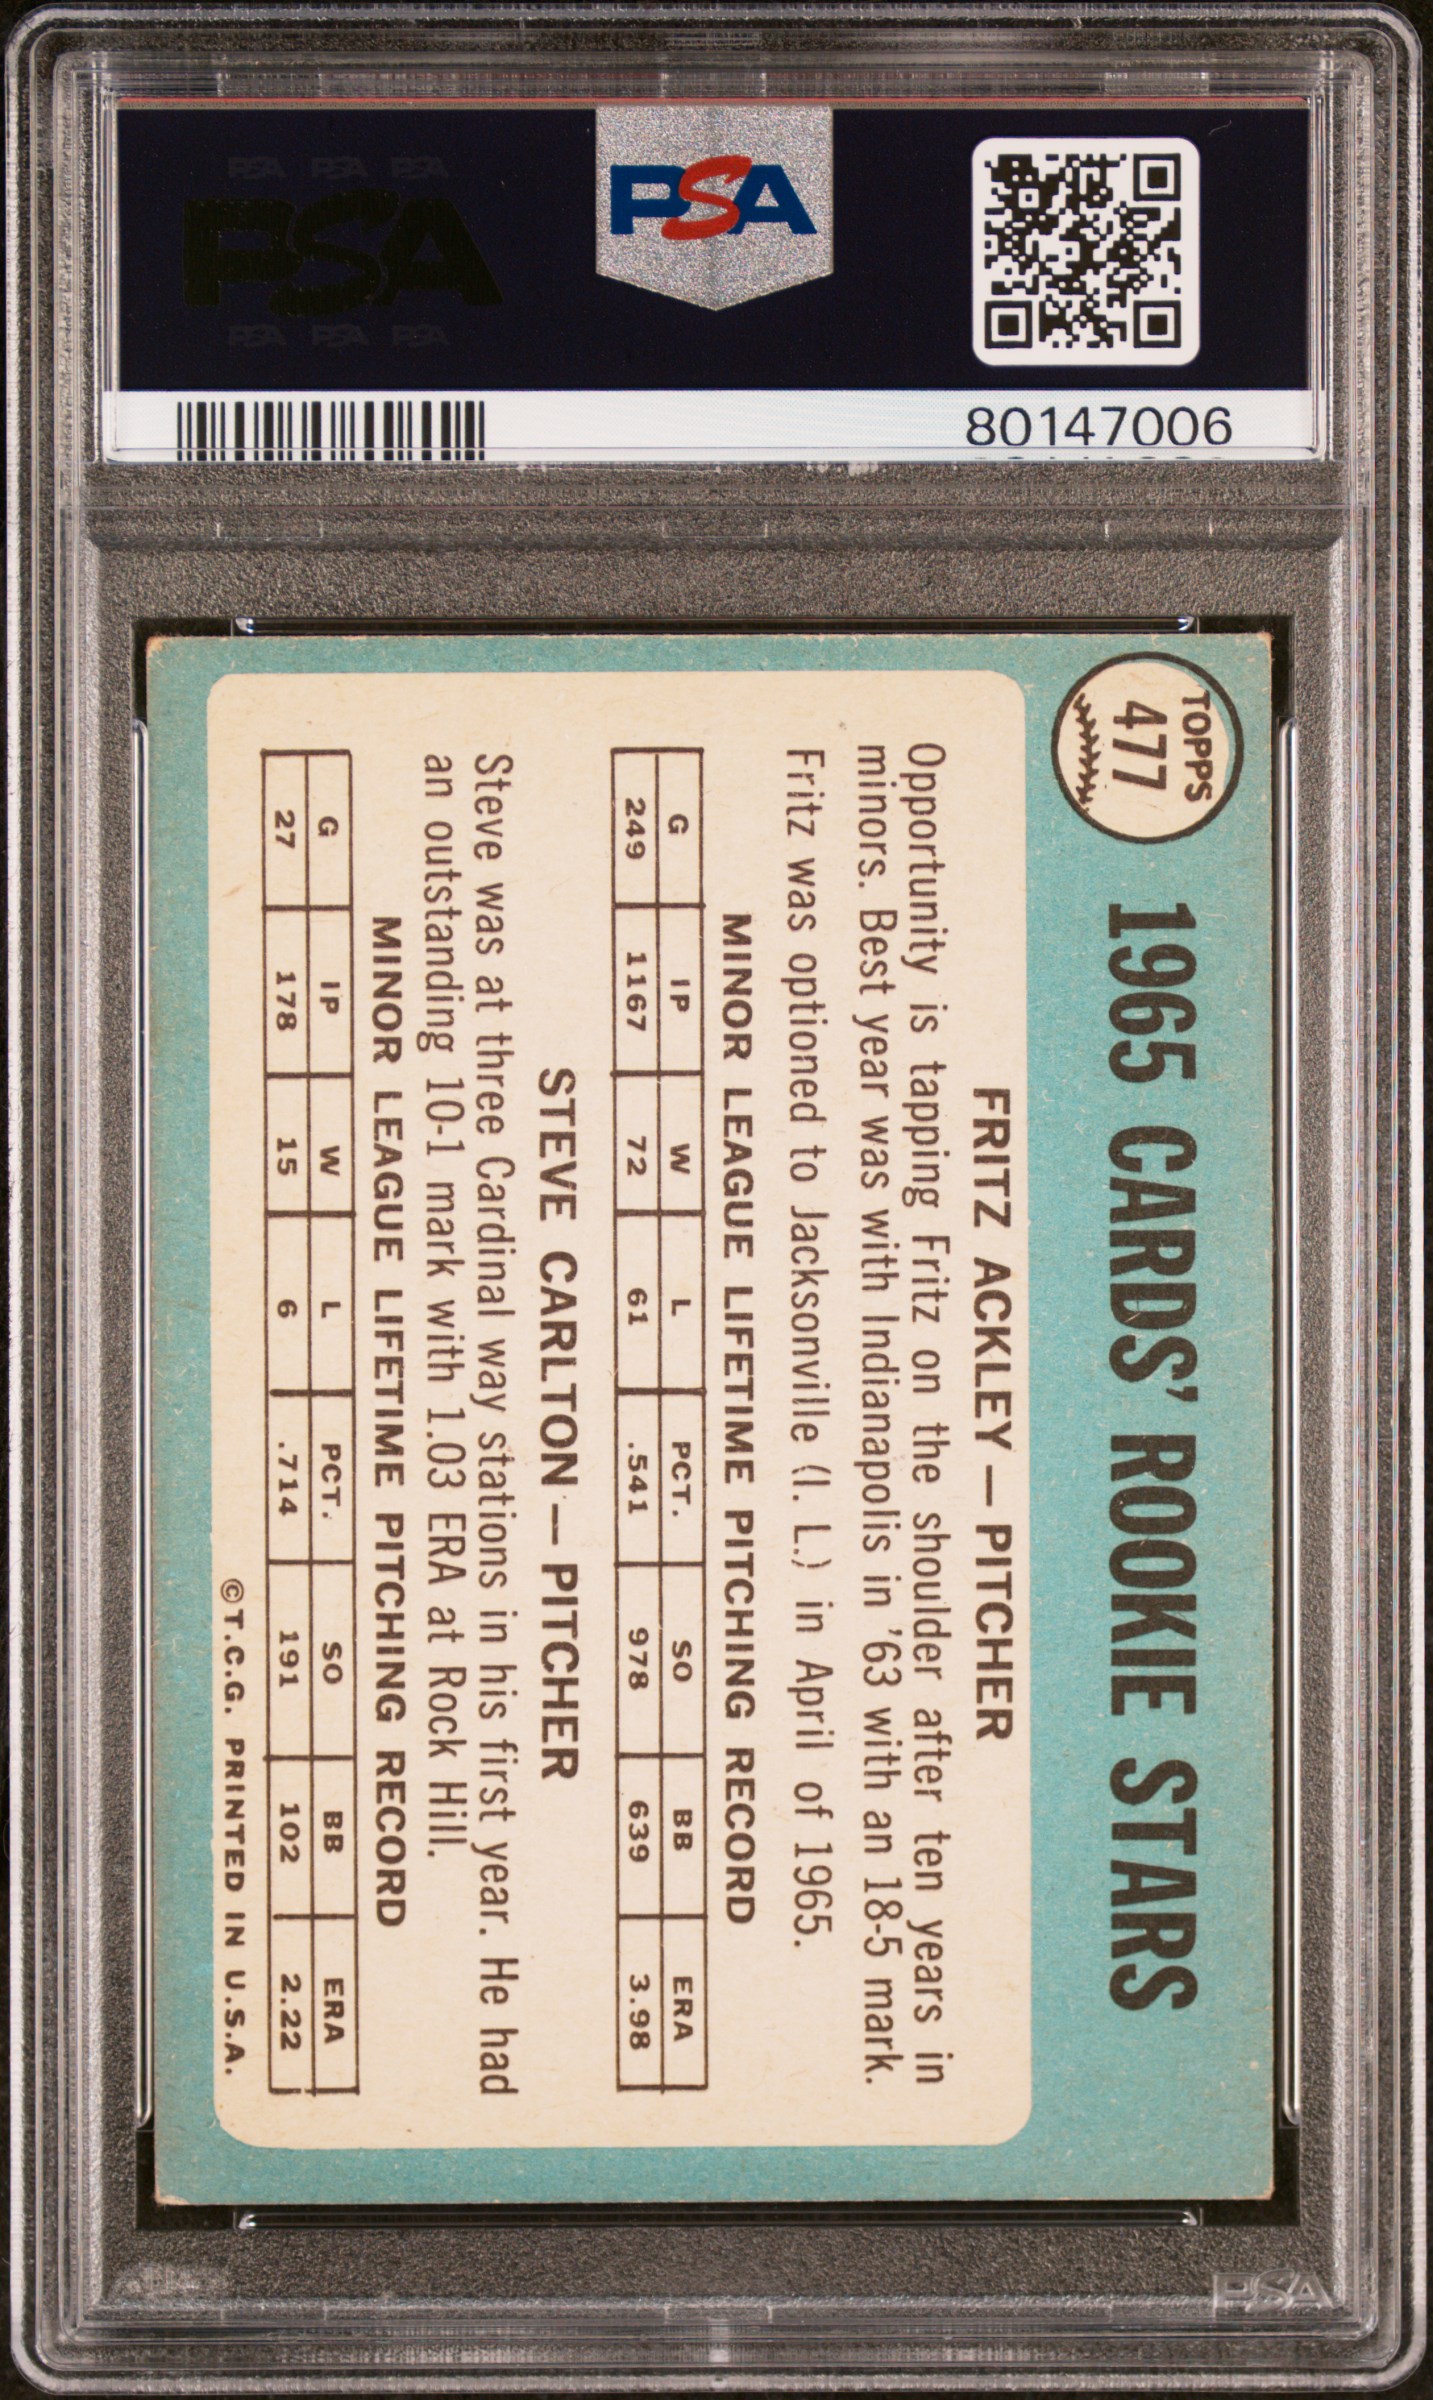 PSA PSA PSA
PSA
PSA PSA PSA
PSA
80147006
TOPPS
477
1965 CARDS' ROOKIE STARS
FRITZ ACKLEY — PITCHER
Opportunity is tapping Fritz on the shoulder after ten years in
minors. Best year was with Indianapolis in '63 with an 18-5 mark.
Fritz was optioned to Jacksonville (I. L.) in April of 1965.
MINOR LEAGUE LIFETIME PITCHING RECORD
G IP W L PCT. SO BB ERA
249 1167 72 61 .541 978 639 3.98
STEVE CARLTON — PITCHER
Steve was at three Cardinal way stations in his first year. He had
an outstanding 10-1 mark with 1.03 ERA at Rock Hill.
MINOR LEAGUE LIFETIME PITCHING RECORD
G IP W L PCT. SO BB ERA
27 178 15 6 .714 191 102 2.22
©T.C.G. PRINTED IN U.S.A.
PSA